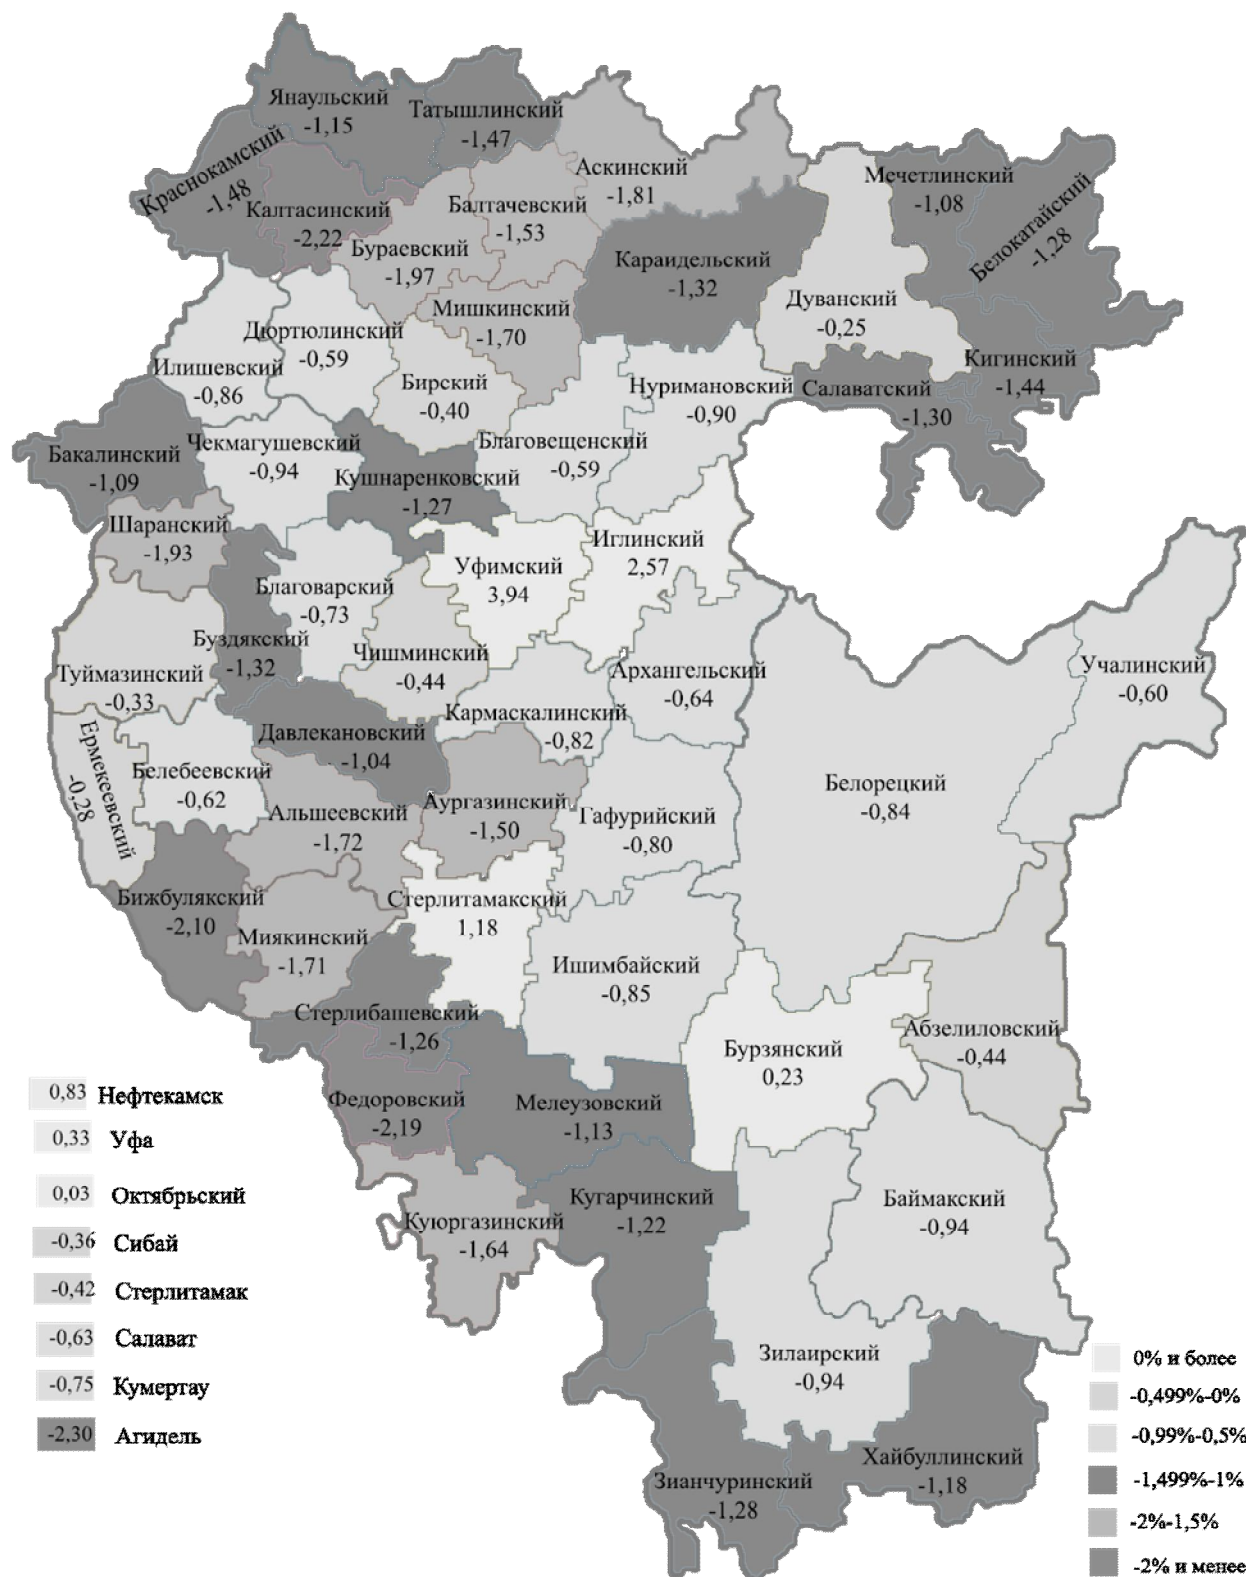 Янаульский
-1,15
Татышлинский
-1,47
Краснокамский
-1,48
Калтасинский
-2,22
Аскинский
-1,81
Балтачевский
-1,53
Бураевский
-1,97
Мечетлинский
-1,08
Белокатайский
-1,28
Караидельский
-1,32
Дуванский
-0,25
Мишкинский
-1,70
Дюртюлинский
-0,59
Илишевский
-0,86
Бирский
-0,40
Нуримановский
-0,90
Салаватский
-1,30
Кигинский
-1,44
Бакалинский
-1,09
Чекмагушевский
-0,94
Кушнаренковский
-1,27
Благовещенский
-0,59
Шаранский
-1,93
Благоварский
-0,73
Уфимский
3,94
Иглинский
2,57
Буздякский
-1,32
Чишминский
-0,44
Туймазинский
-0,33
Архангельский
-0,64
Учалинский
-0,60
Кармаскалинский
-0,82
Давлекановский
-1,04
Ермекеевский
-0,28
Белебеевский
-0,62
Белорецкий
-0,84
Альшеевский
-1,72
Аургазинский
-1,50
Гафурийский
-0,80
Бижбулякский
-2,10
Стерлитамакский
1,18
Миякинский
-1,71
Ишимбайский
-0,85
Стерлибашевский
-1,26
Бурзянский
0,23
Абзелиловский
-0,44
Федоровский
-2,19
Мелеузовский
-1,13
Кугарчинский
-1,22
Баймакский
-0,94
Куюргазинский
-1,64
Зилаирский
-0,94
Зианчуринский
-1,28
Хайбуллинский
-1,18
0,83 Нефтекамск
0,33 Уфа
0,03 Октябрьский
-0,36 Сибай
-0,42 Стерлитамак
-0,63 Салават
-0,75 Кумертау
-2,30 Агидель
0% и более
-0,499%-0%
-0,99%-0,5%
-1,499%-1%
-2%-1,5%
-2% и менее